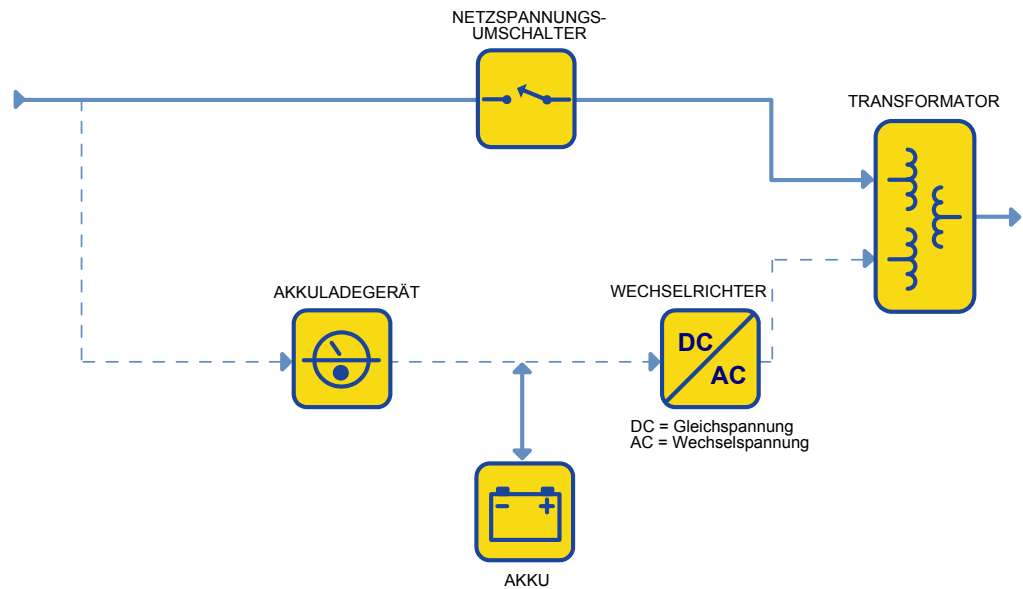 NETZSPANNUNGS-
UMSCHALTER
TRANSFORMATOR
AKKULADEGERÄT
WECHSELRICHTER
DC
AC
DC = Gleichspannung
AC = Wechselspannung
AKKU